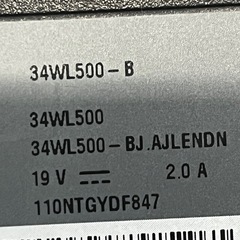 34WL500-B
34WL500
34WL500-BJ.AJLENDN
19 V ⎓ 2.0 A
110NTGYDF847